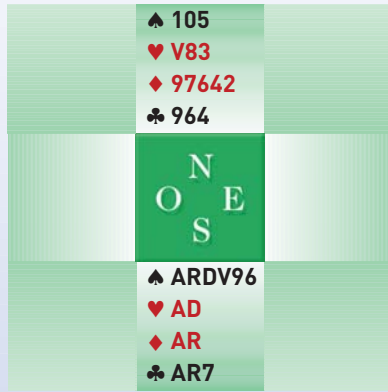 ♠ 105
♥ V83
♦ 97642
♣ 964
N
O E
S
♠ ARDV96
♥ AD
♦ AR
♣ AR7